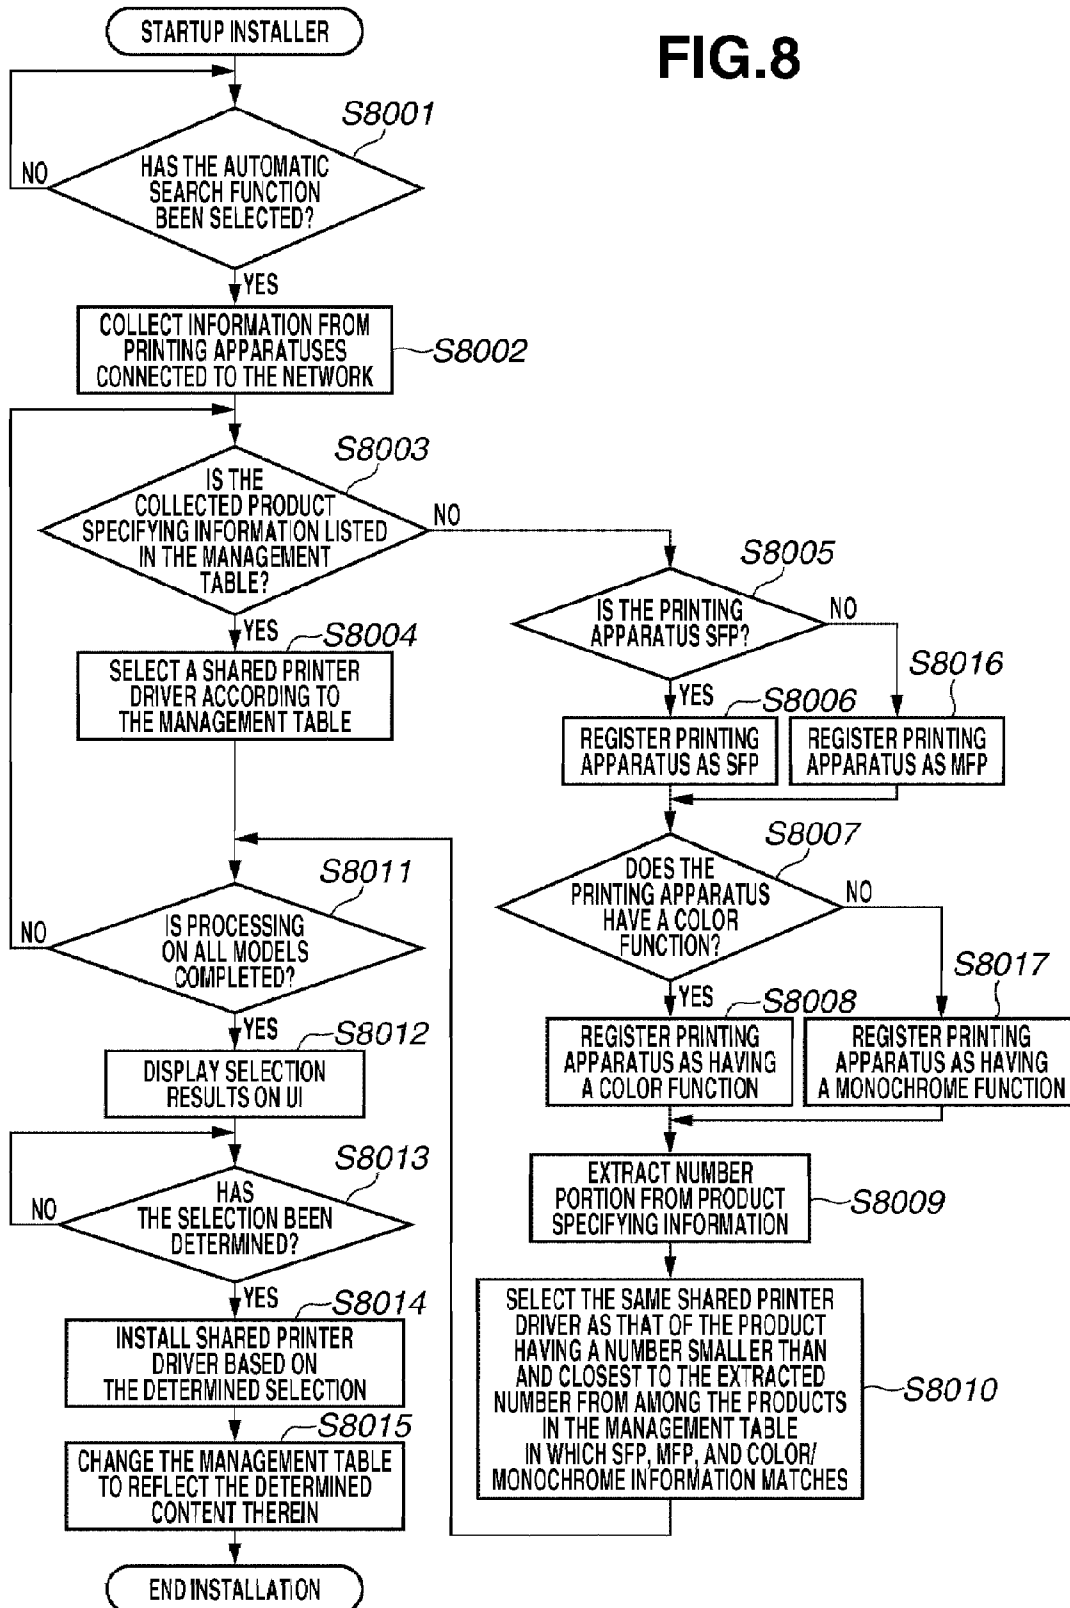 STARTUP INSTALLER
FIG.8
S8001
HAS THE AUTOMATIC
SEARCH FUNCTION
BEEN SELECTED?
NO
YES
COLLECT INFORMATION FROM
PRINTING APPARATUSES
CONNECTED TO THE NETWORK
S8002
S8003
IS THE
COLLECTED PRODUCT
SPECIFYING INFORMATION LISTED
IN THE MANAGEMENT
TABLE?
NO
YES
S8004
SELECT A SHARED PRINTER
DRIVER ACCORDING TO
THE MANAGEMENT TABLE
S8005
IS THE PRINTING
APPARATUS SFP?
NO
YES
S8006
REGISTER PRINTING
APPARATUS AS SFP
S8016
REGISTER PRINTING
APPARATUS AS MFP
S8007
DOES THE
PRINTING APPARATUS
HAVE A COLOR
FUNCTION?
NO
YES
S8008
REGISTER PRINTING
APPARATUS AS HAVING
A COLOR FUNCTION
S8017
REGISTER PRINTING
APPARATUS AS HAVING
A MONOCHROME FUNCTION
EXTRACT NUMBER
PORTION FROM PRODUCT
SPECIFYING INFORMATION
S8009
SELECT THE SAME SHARED PRINTER
DRIVER AS THAT OF THE PRODUCT
HAVING A NUMBER SMALLER THAN
AND CLOSEST TO THE EXTRACTED
NUMBER FROM AMONG THE PRODUCTS
IN THE MANAGEMENT TABLE
IN WHICH SFP, MFP, AND COLOR/
MONOCHROME INFORMATION MATCHES
S8010
S8011
IS PROCESSING
ON ALL MODELS
COMPLETED?
NO
YES
S8012
DISPLAY SELECTION
RESULTS ON UI
S8013
HAS
THE SELECTION BEEN
DETERMINED?
NO
YES
S8014
INSTALL SHARED PRINTER
DRIVER BASED ON
THE DETERMINED SELECTION
S8015
CHANGE THE MANAGEMENT TABLE
TO REFLECT THE DETERMINED
CONTENT THEREIN
END INSTALLATION